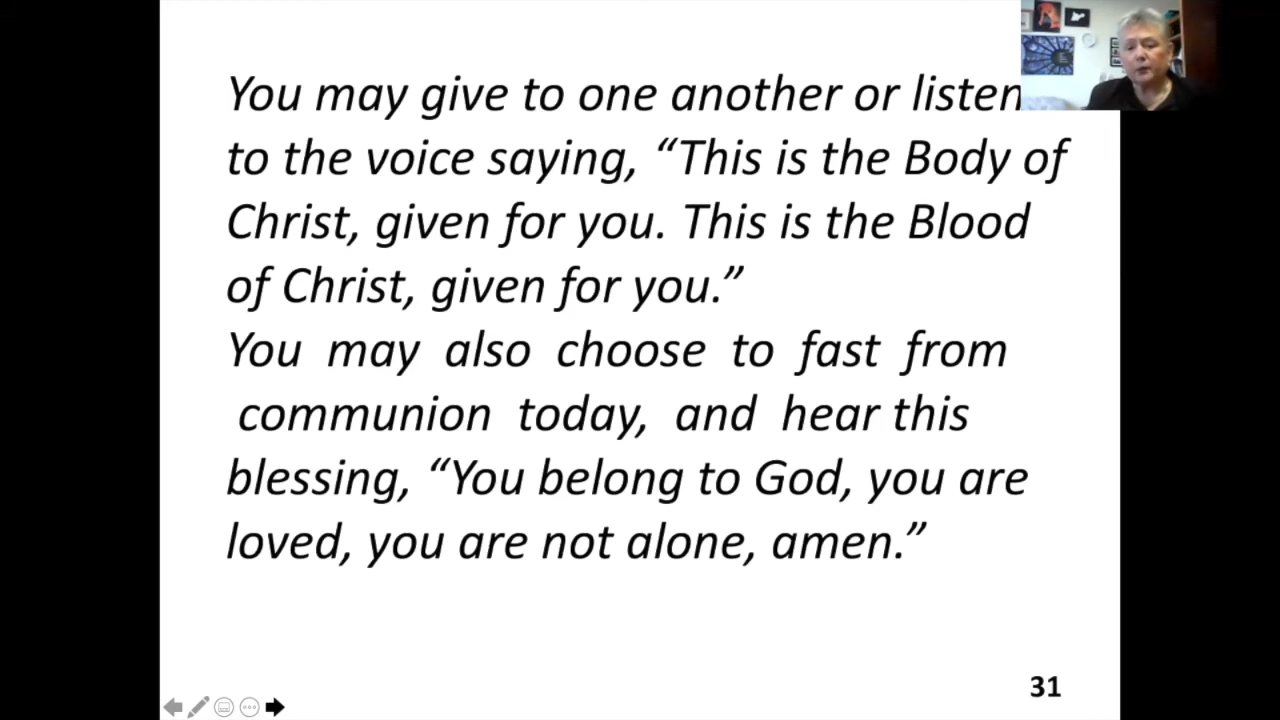 You may give to one another or listen
to the voice saying, “This is the Body of
Christ, given for you. This is the Blood
of Christ, given for you.”
You may also choose to fast from
communion today, and hear this
blessing, “You belong to God, you are
loved, you are not alone, amen.”
31